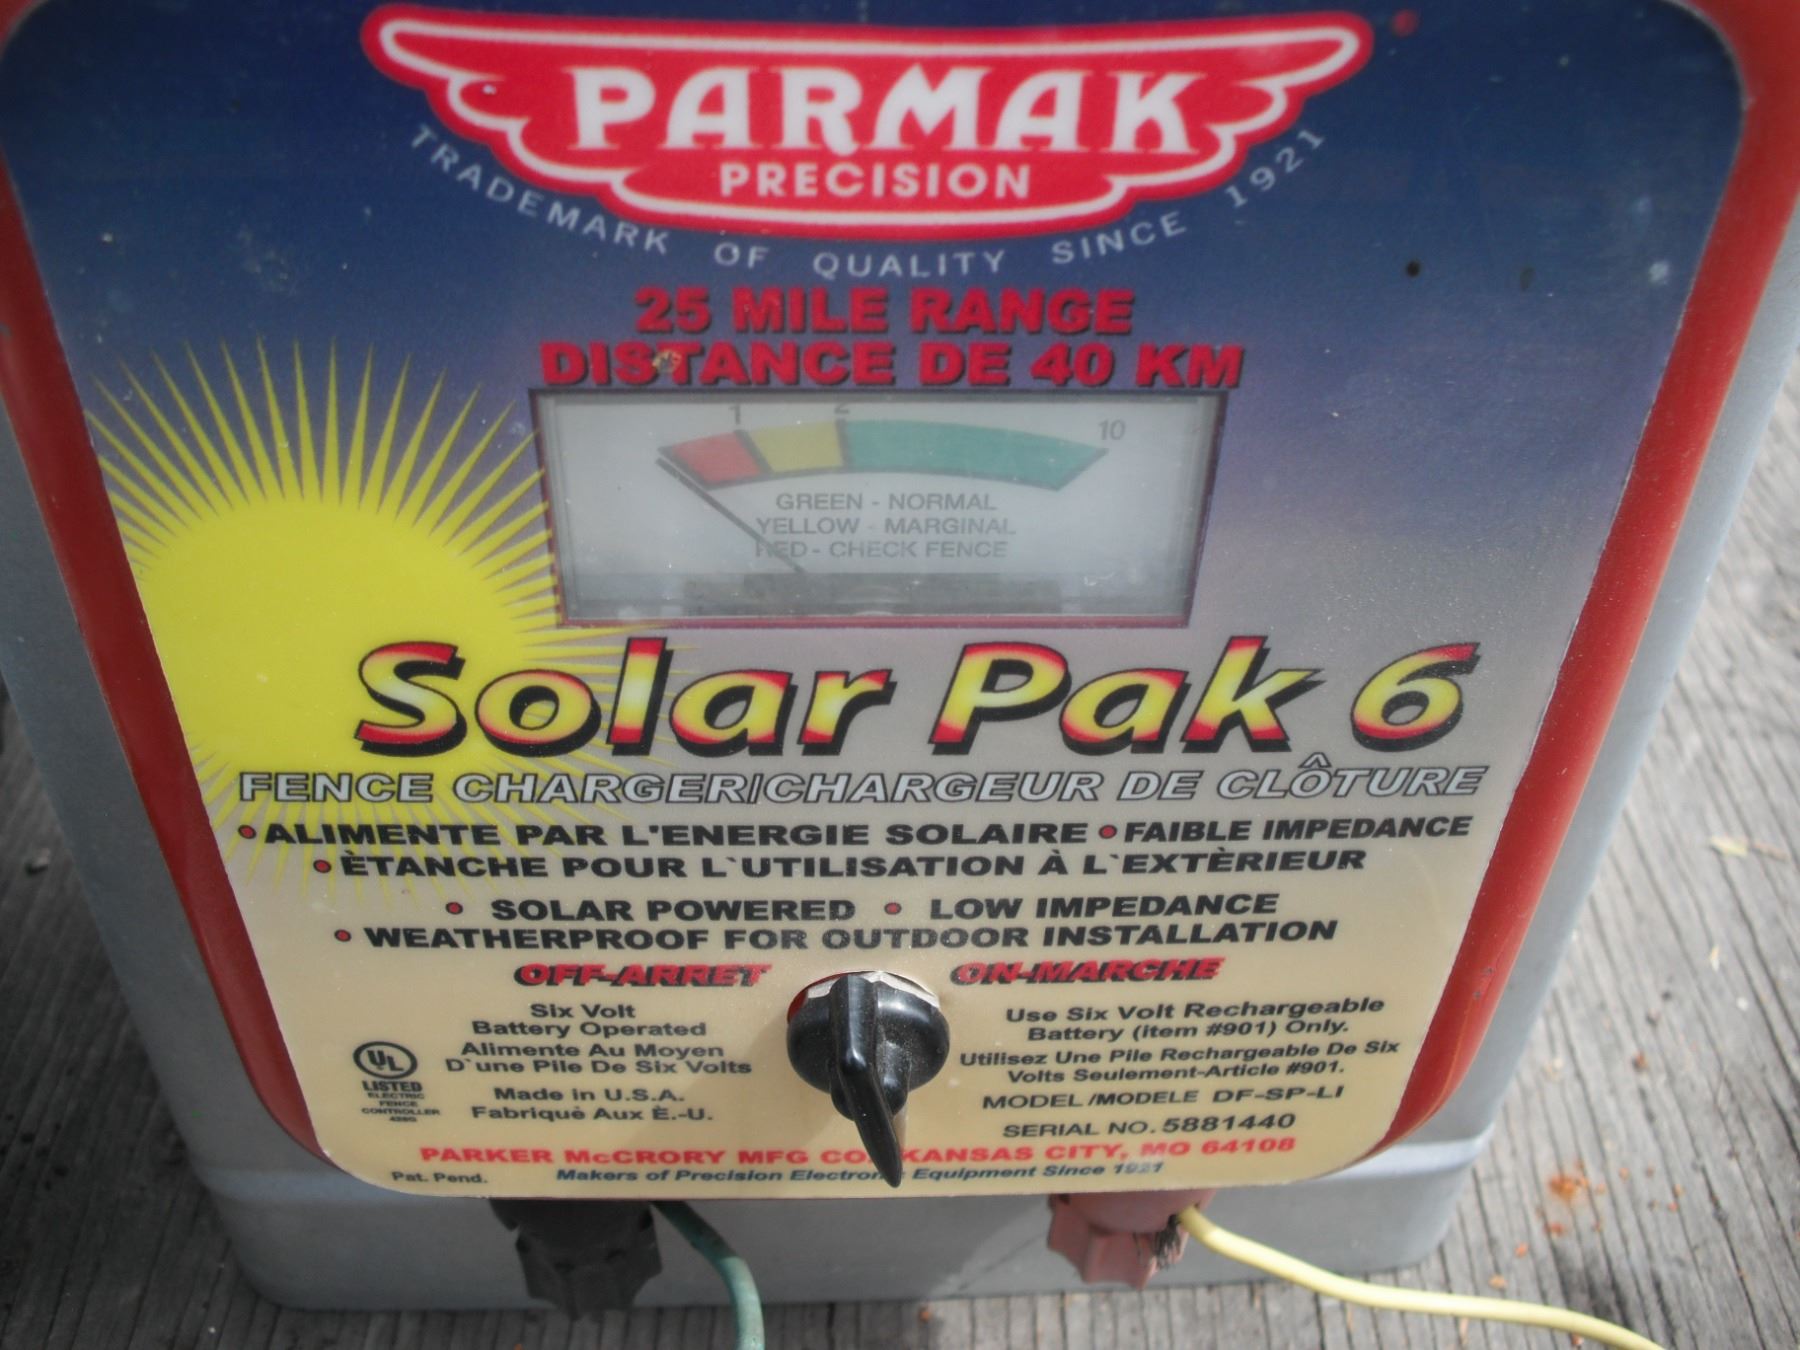 PARMAK
PRECISION
TRADEMARK OF QUALITY SINCE 1921
25 MILE RANGE
DISTANCE DE 40 KM
1 2 10
GREEN - NORMAL
YELLOW - MARGINAL
RED - CHECK FENCE
Solar Pak 6
FENCE CHARGER/CHARGEUR DE CLÔTURE
• ALIMENTE PAR L'ENERGIE SOLAIRE • FAIBLE IMPEDANCE
• ÈTANCHE POUR L`UTILISATION À L`EXTÈRIEUR
• SOLAR POWERED • LOW IMPEDANCE
• WEATHERPROOF FOR OUTDOOR INSTALLATION
OFF-ARRET
ON-MARCHE
Six Volt
Battery Operated
Alimente Au Moyen
D`une Pile De Six Volts
Made in U.S.A.
Fabriquè Aux È.-U.
UL
LISTED
ELECTRIC
FENCE
CONTROLLER
Use Six Volt Rechargeable
Battery (item #901) Only.
Utilisez Une Pile Rechargeable De Six
Volts Seulement-Article #901.
MODEL /MODELE DF-SP-LI
SERIAL NO. 5881440
PARKER McCRORY MFG CO. KANSAS CITY, MO 64108
Pat. Pend.
Makers of Precision Equipment Since 1921